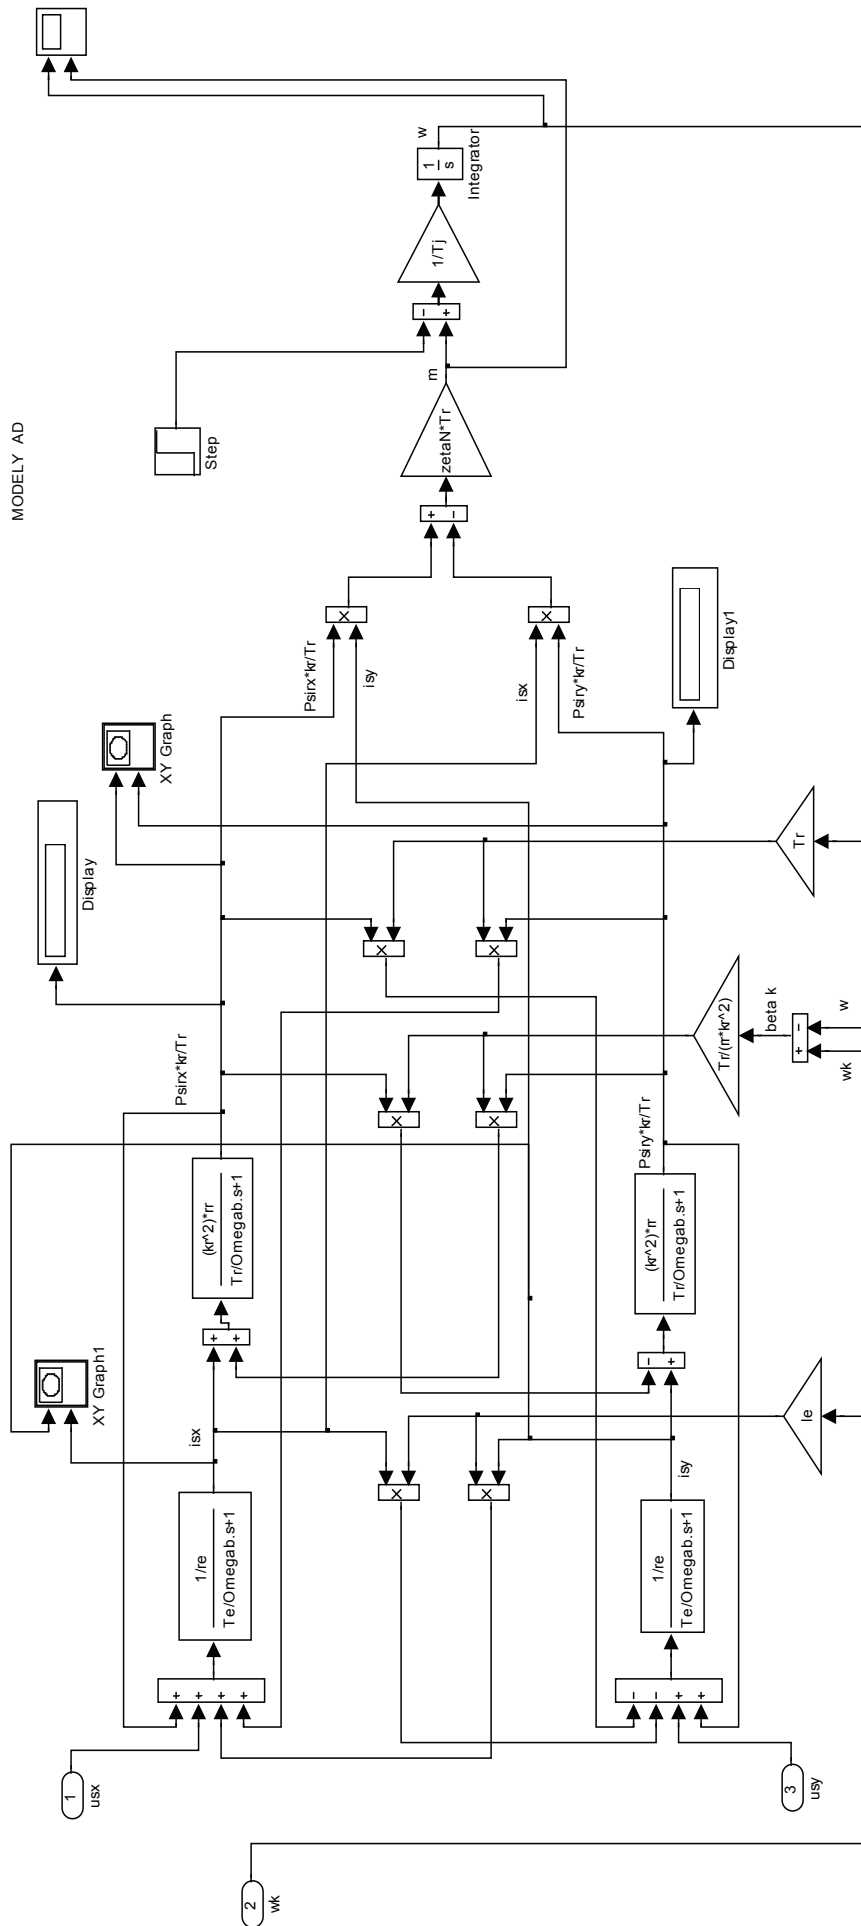 MODELY AD
1
usx
2
wk
3
usy
+
+
+
+
1/re
Te/Omegab.s+1
isx
XY Graph1
+
+
(kr^2)*rr
Tr/Omegab.s+1
Psirx*kr/Tr
Display
XY Graph
Psirx*kr/Tr
isy
×
Step
×
×
×
×
×
×
+
−
zetaN*Tr
m
−
+
1/Tj
1
s
Integrator
w
isx
Psiry*kr/Tr
×
−
−
+
+
1/re
Te/Omegab.s+1
isy
−
+
(kr^2)*rr
Tr/Omegab.s+1
Psiry*kr/Tr
Display1
le
Tr/(rr*kr^2)
beta k
+
−
wk
w
Tr